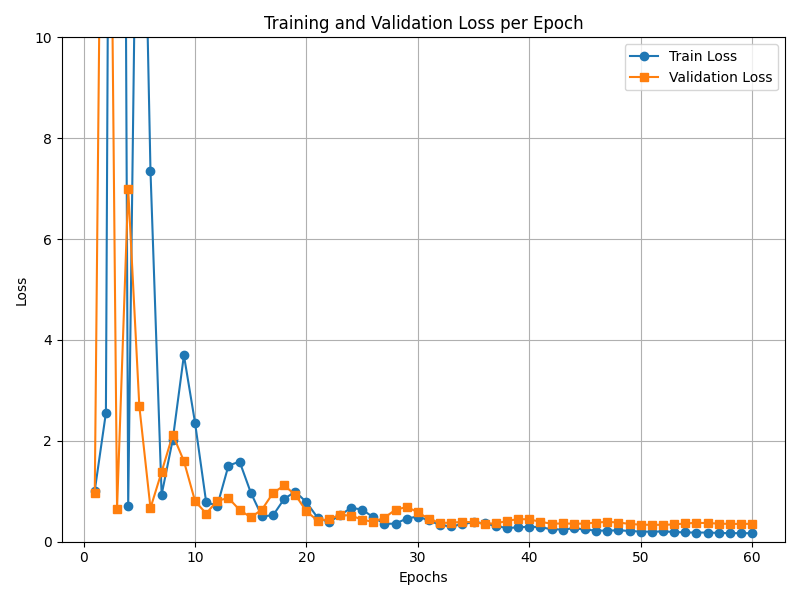 Training and Validation Loss per Epoch
Train Loss
Validation Loss
Loss
10
8
6
4
2
0
0 10 20 30 40 50 60
Epochs